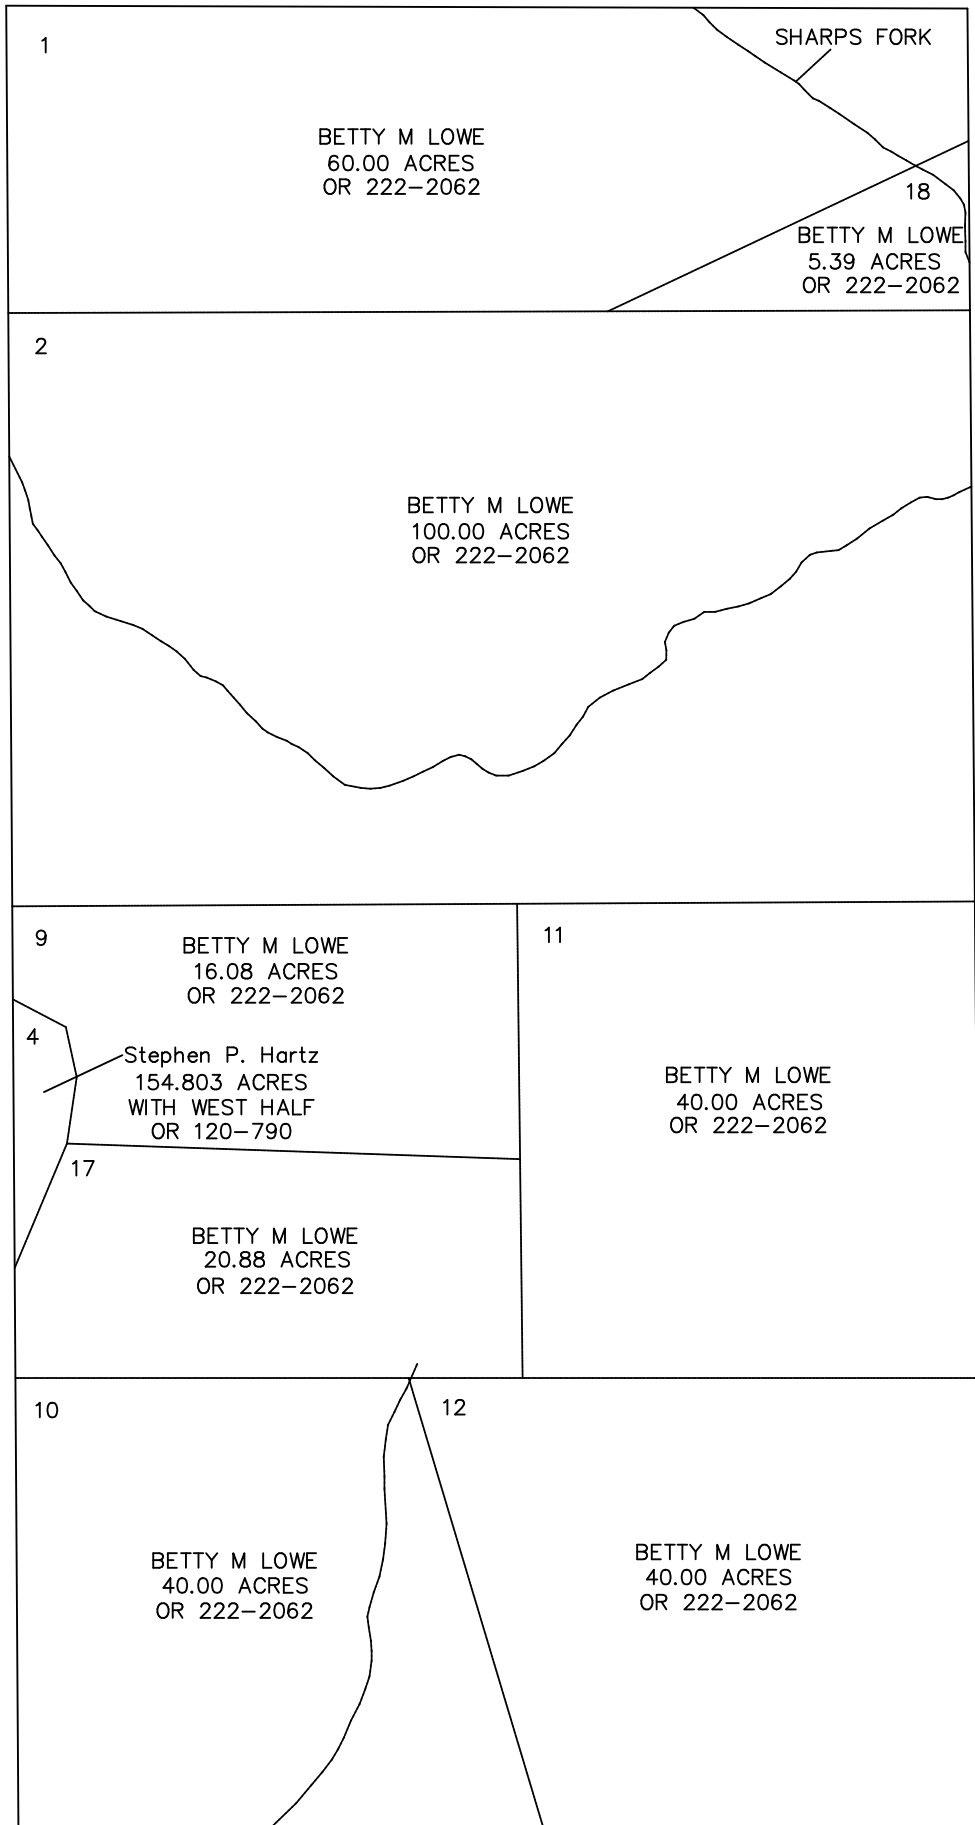 1
SHARPS FORK
BETTY M LOWE
60.00 ACRES
OR 222-2062
18
BETTY M LOWE
5.39 ACRES
OR 222-2062
2
BETTY M LOWE
100.00 ACRES
OR 222-2062
9
BETTY M LOWE
16.08 ACRES
OR 222-2062
11
4
Stephen P. Hartz
154.803 ACRES
WITH WEST HALF
OR 120-790
BETTY M LOWE
40.00 ACRES
OR 222-2062
17
BETTY M LOWE
20.88 ACRES
OR 222-2062
10
12
BETTY M LOWE
40.00 ACRES
OR 222-2062
BETTY M LOWE
40.00 ACRES
OR 222-2062